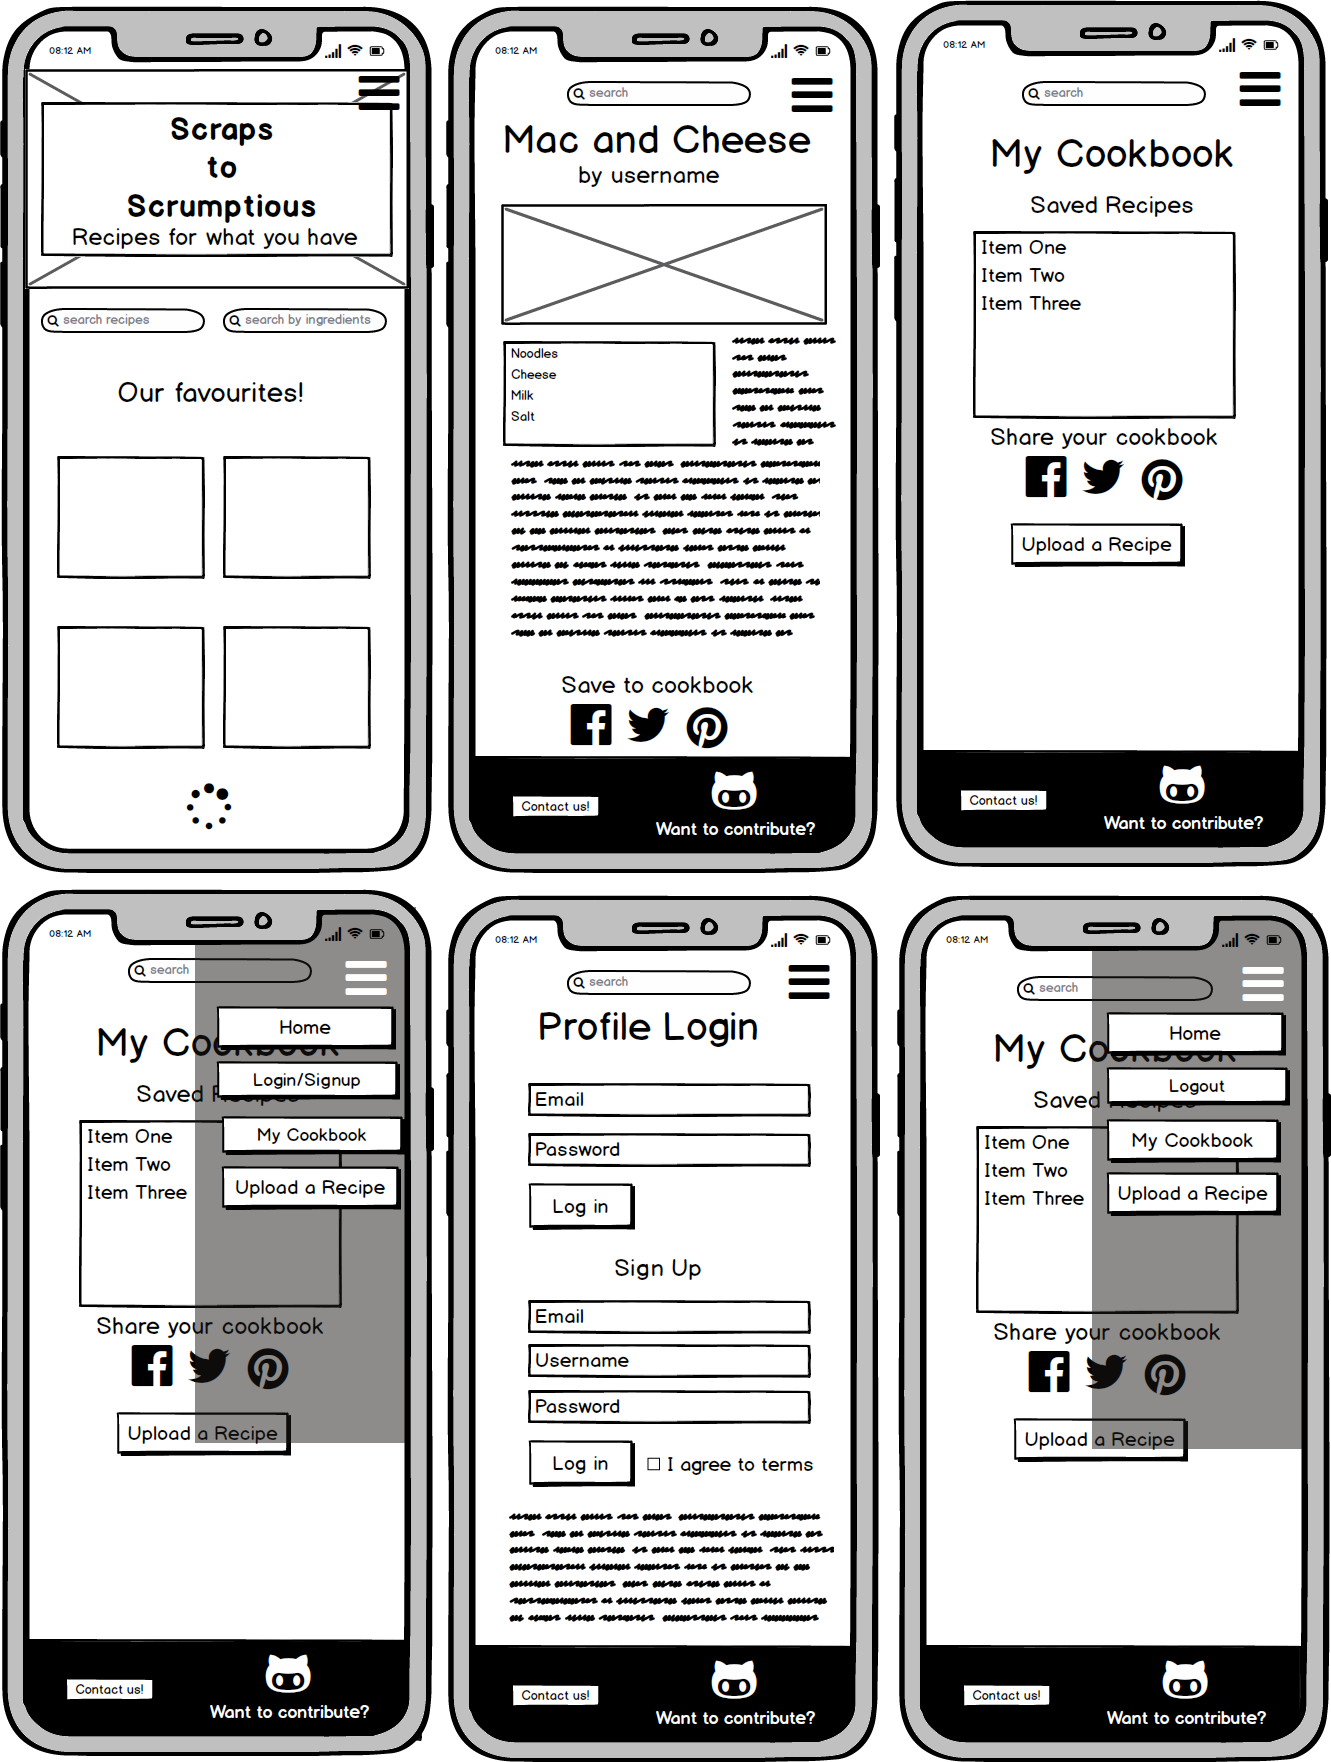 08:12 AM
Scraps
to
Scrumptious
Recipes for what you have
search recipes
search by ingredients
Our favourites!
08:12 AM
search
Mac and Cheese
by username
Noodles
Cheese
Milk
Salt
Save to cookbook
Contact us!
Want to contribute?
08:12 AM
search
My Cookbook
Saved Recipes
Item One
Item Two
Item Three
Share your cookbook
Upload a Recipe
Contact us!
Want to contribute?
08:12 AM
search
Home
My Cookbook
Login/Signup
Saved Recipes
Item One
My Cookbook
Item Two
Item Three
Upload a Recipe
Share your cookbook
Upload a Recipe
Contact us!
Want to contribute?
08:12 AM
search
Profile Login
Email
Password
Log in
Sign Up
Email
Username
Password
Log in
I agree to terms
Contact us!
Want to contribute?
08:12 AM
search
Home
My Cookbook
Logout
Saved Recipes
Item One
My Cookbook
Item Two
Item Three
Upload a Recipe
Share your cookbook
Upload a Recipe
Contact us!
Want to contribute?